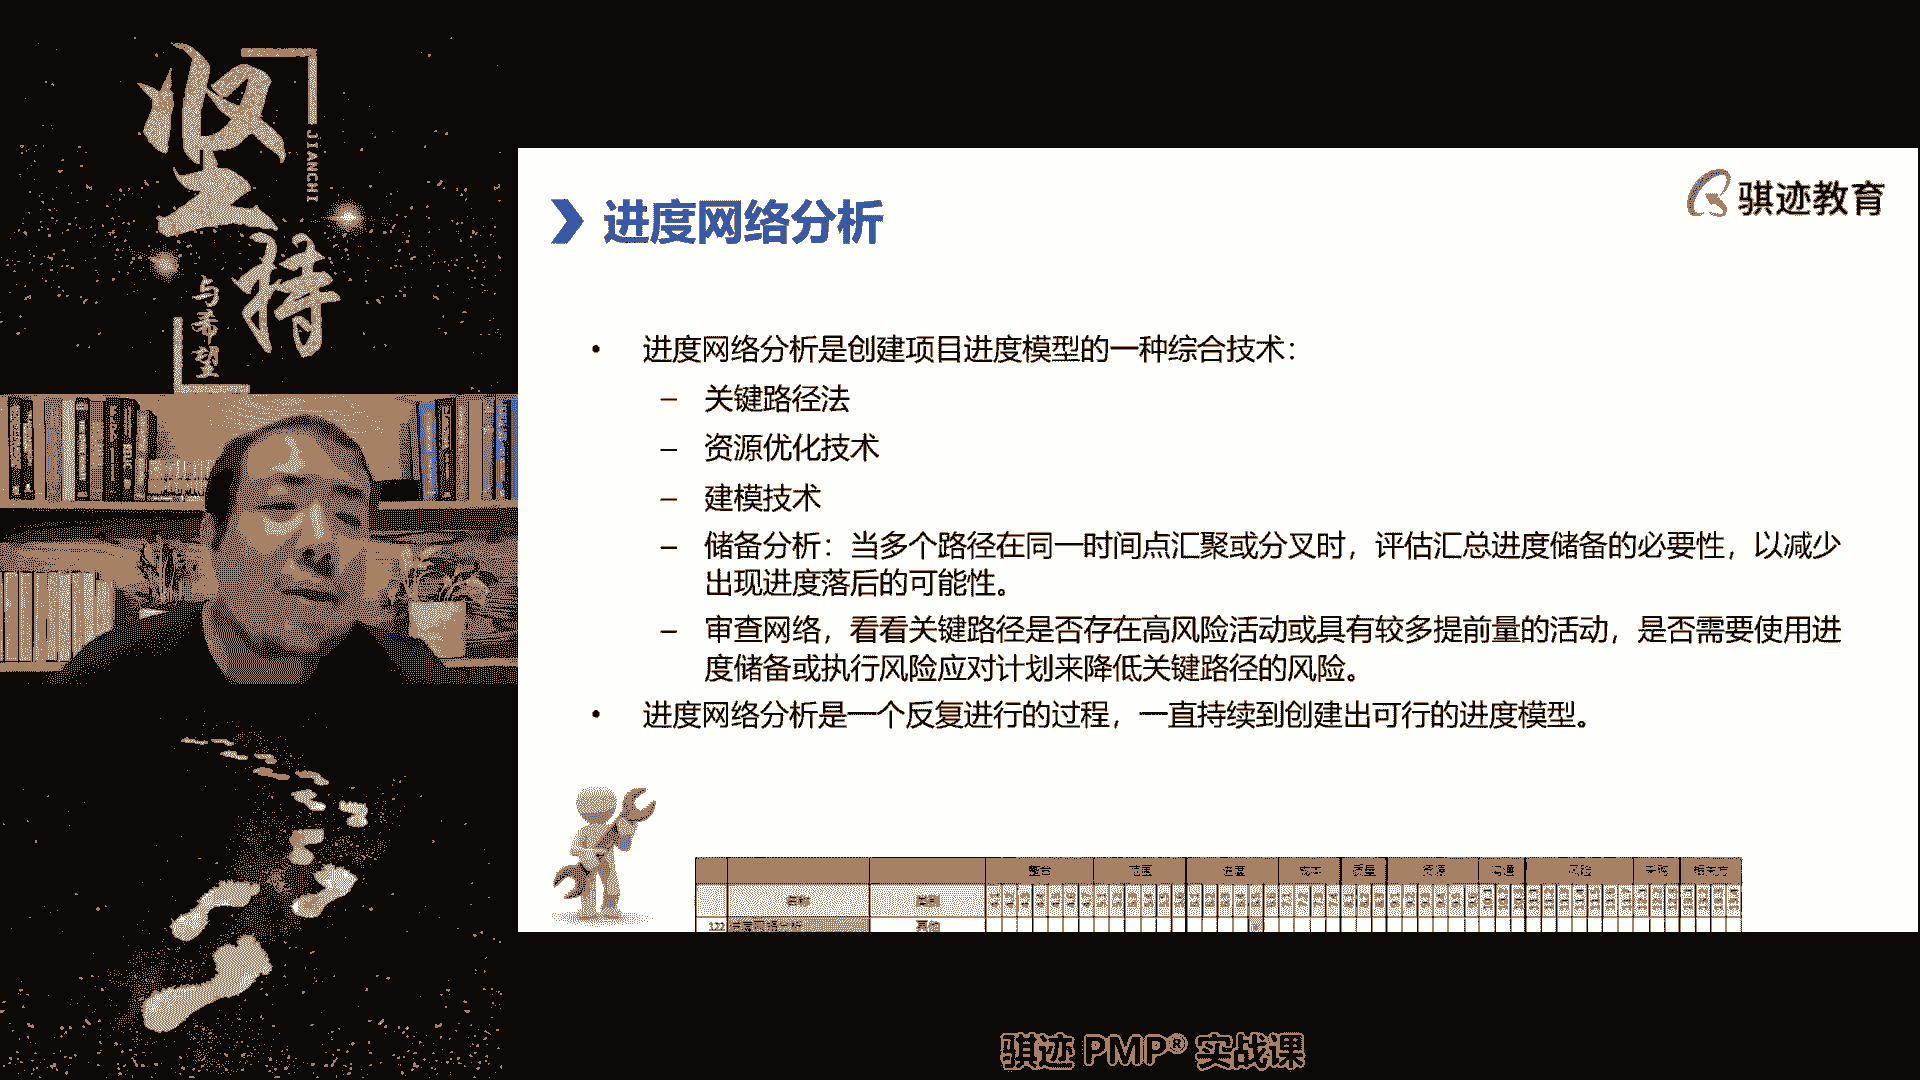 坚持
JIANCHI
与希望
骐迹教育
进度网络分析
• 进度网络分析是创建项目进度模型的一种综合技术：
– 关键路径法
– 资源优化技术
– 建模技术
– 储备分析：当多个路径在同一时间点汇聚或分叉时，评估汇总进度储备的必要性，以减少
出现进度落后的可能性。
– 审查网络，看看关键路径是否存在高风险活动或具有较多提前量的活动，是否需要使用进
度储备或执行风险应对计划来降低关键路径的风险。
• 进度网络分析是一个反复进行的过程，一直持续到创建出可行的进度模型。
整合 范围 进度 成本 质量 资源 沟通 风险 采购 相关方
名称 类别
122 进度网络分析 其他
骐迹 PMP® 实战课